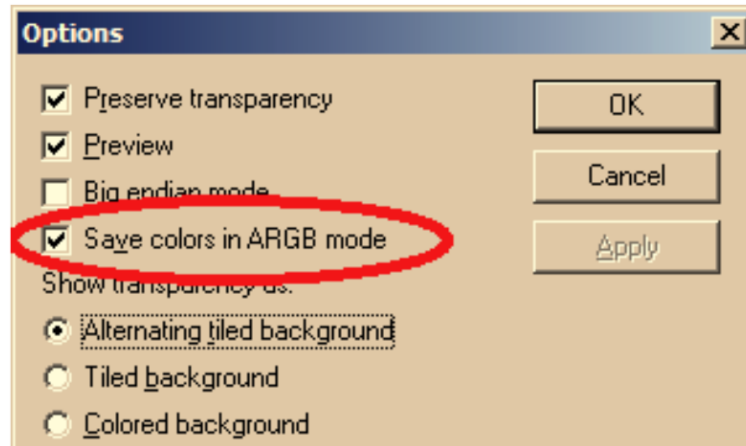 Options
Preserve transparency
OK
Preview
Cancel
Big endian mode
Save colors in ARGB mode
Apply
Show transparency as:
Alternating tiled background
Tiled background
Colored background